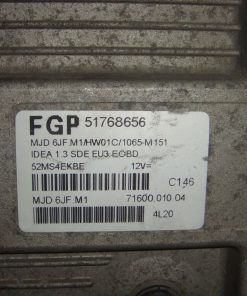 FGP 51768656
MJD 6JF M1/HW01C/1065-M151
IDEA 1.3 SDE EU3 EOBD
52MS4EKBE 12V=
C146
MJD 6JF M1 71600.010.04
4L20